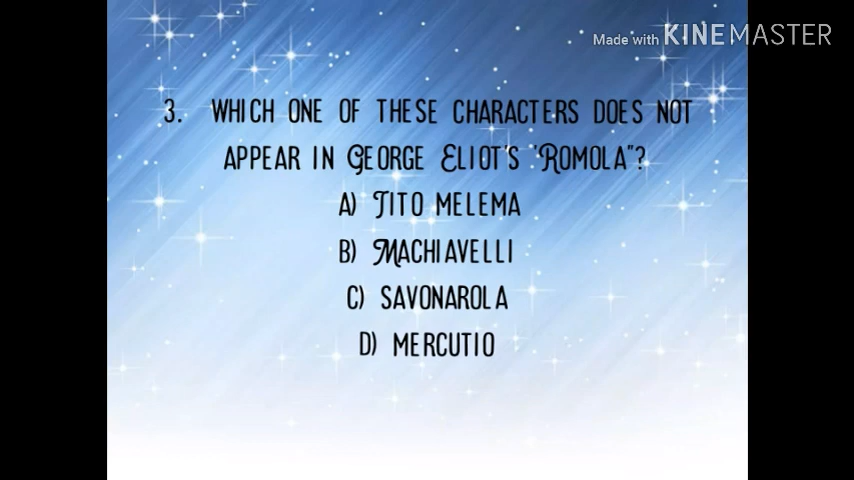 Made with KINEMASTER
3. WHICH ONE OF THESE CHARACTERS DOES NOT
APPEAR IN GEORGE ELIOT'S 'ROMOLA"?
A) TITO MELEMA
B) MACHIAVELLI
C) SAVONAROLA
D) MERCUTIO